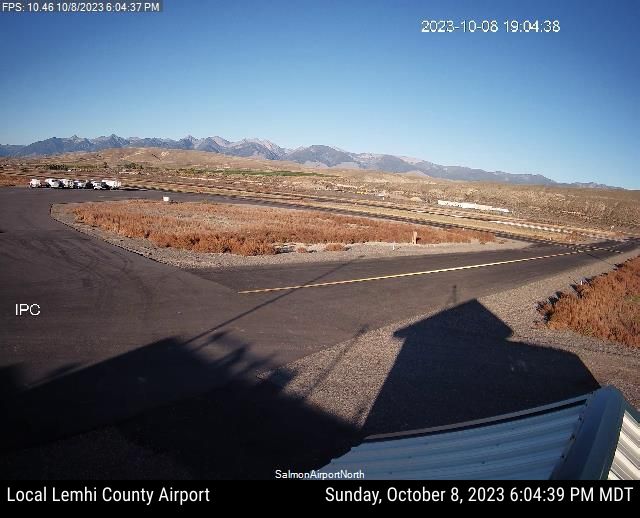 FPS: 10.46 10/8/2023 6:04:37 PM
2023-10-08 19:04:38
IPC
SalmonAirportNorth
Local Lemhi County Airport
Sunday, October 8, 2023 6:04:39 PM MDT